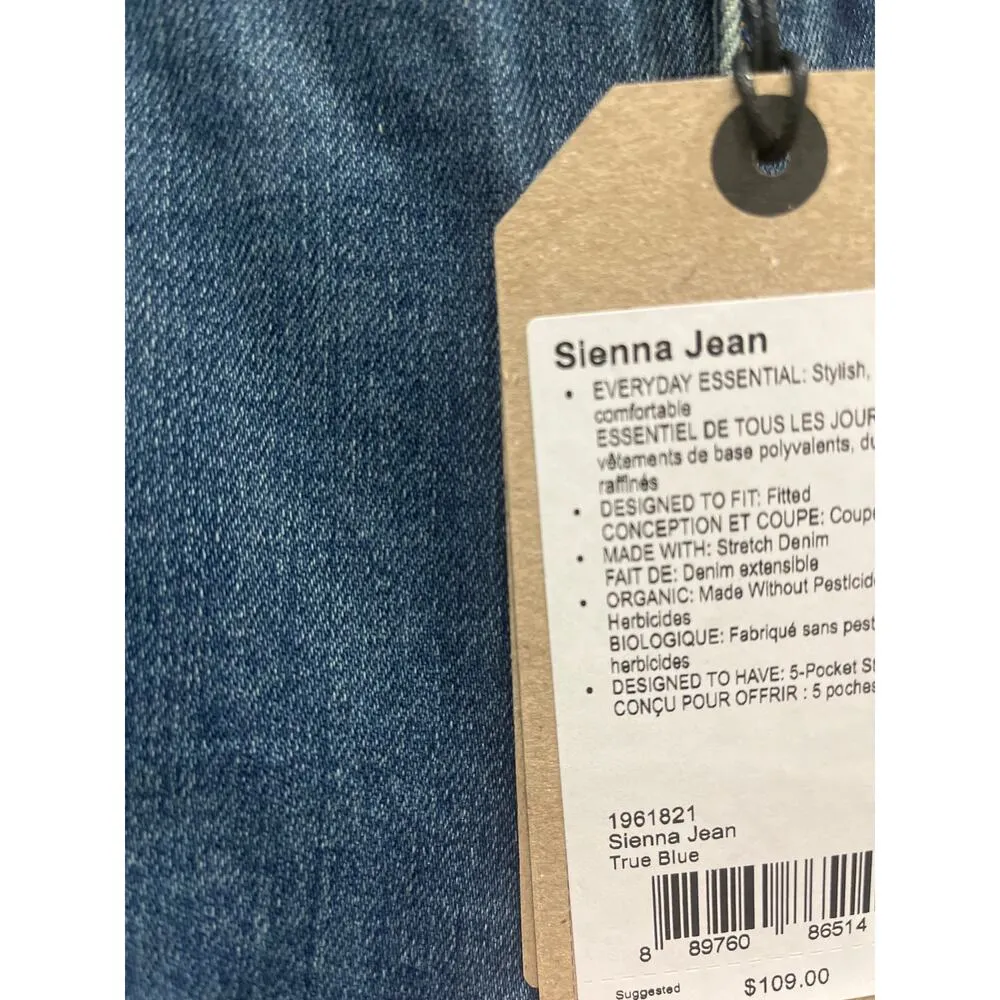 Sienna Jean
• EVERYDAY ESSENTIAL: Stylish,
comfortable
ESSENTIEL DE TOUS LES JOUR
vêtements de base polyvalents, du
raffinés
• DESIGNED TO FIT: Fitted
CONCEPTION ET COUPE: Coupe
• MADE WITH: Stretch Denim
FAIT DE: Denim extensible
• ORGANIC: Made Without Pesticid
Herbicides
BIOLOGIQUE: Fabriqué sans pest
herbicides
• DESIGNED TO HAVE: 5-Pocket St
CONÇU POUR OFFRIR : 5 poches
1961821
Sienna Jean
True Blue
8 89760 86514
Suggested $109.00